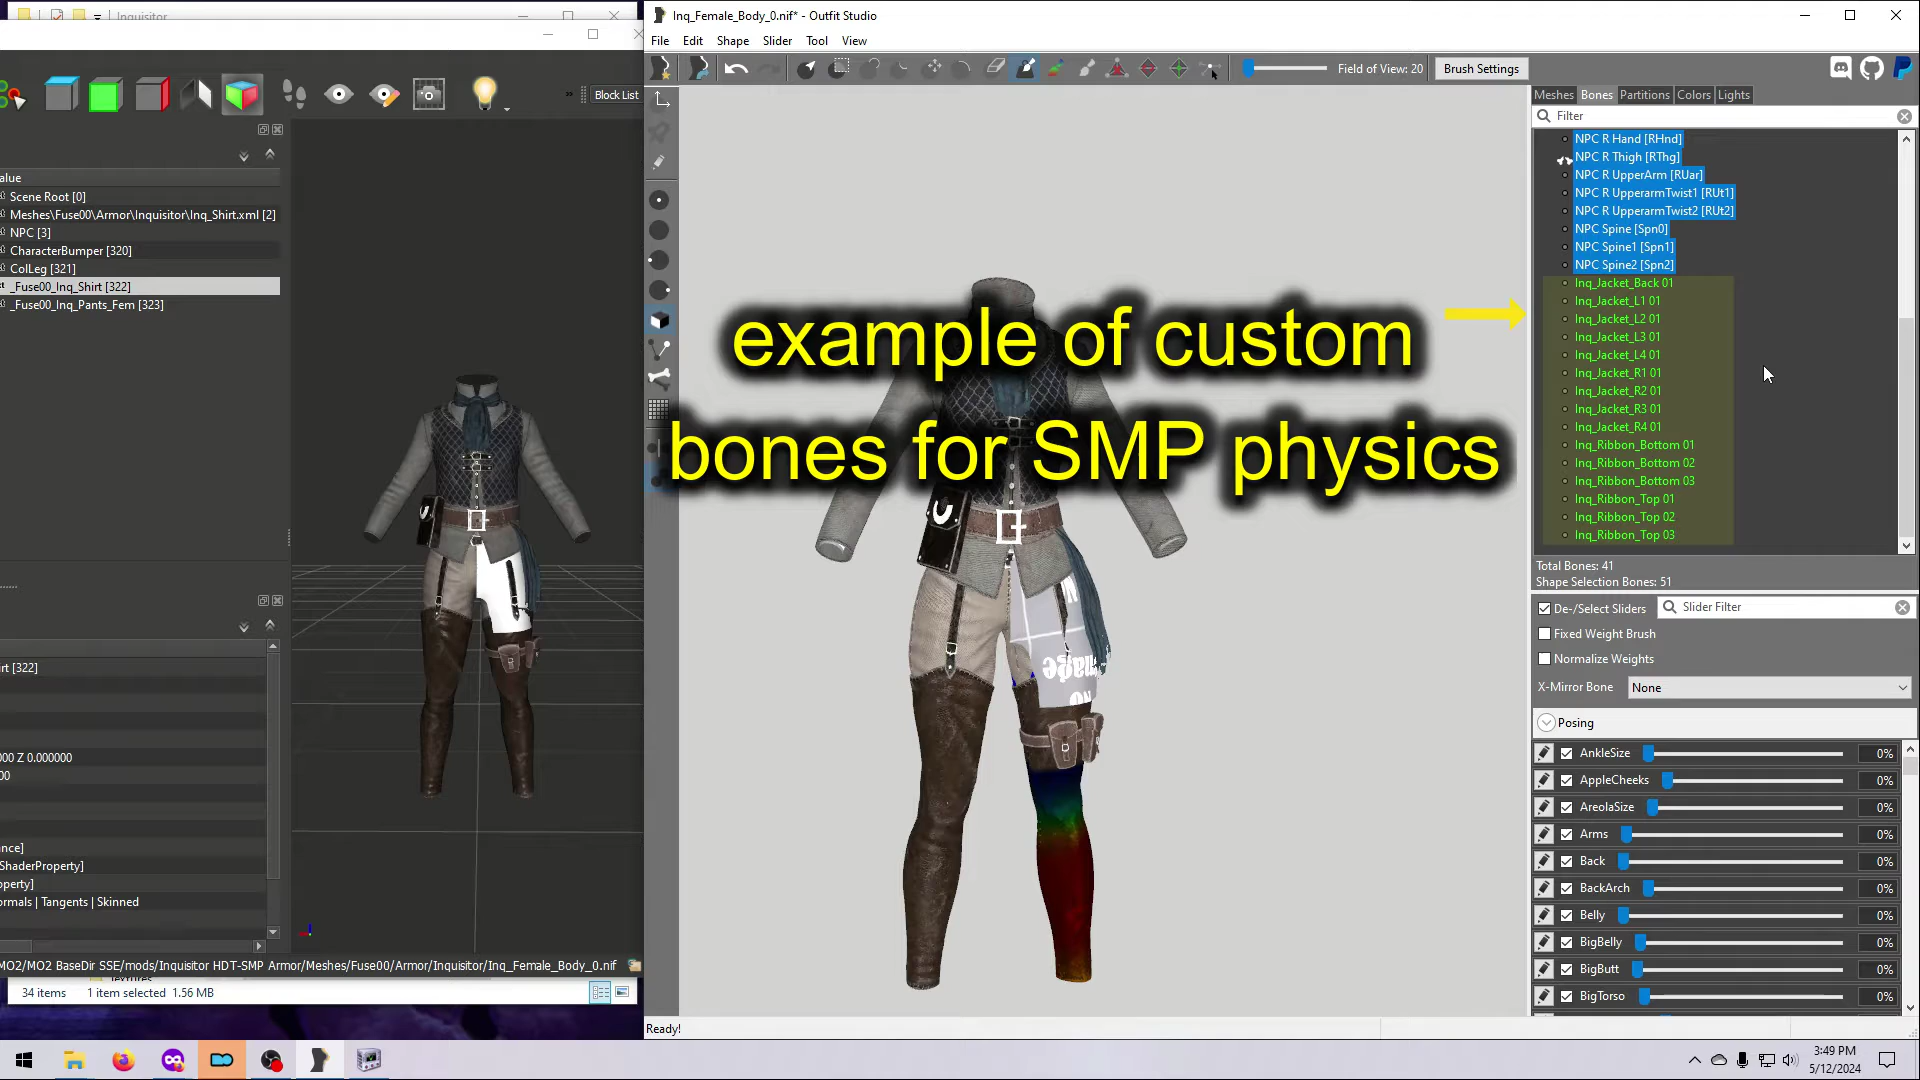 Inquisitor
Inq_Female_Body_0.nif* - Outfit Studio
File Edit Shape Slider Tool View
Field of View: 20
Brush Settings
Block List
Meshes Bones Partitions Colors Lights
Filter
alue
Scene Root [0]
Meshes\Fuse00\Armor\Inquisitor\Inq_Shirt.xml [2]
NPC [3]
CharacterBumper [320]
ColLeg [321]
_Fuse00_Inq_Shirt [322]
_Fuse00_Inq_Pants_Fem [323]
rt [322]
000 Z 0.000000
00
nce]
ShaderProperty]
perty]
ormals | Tangents | Skinned
MO2/MO2 BaseDir SSE/mods/Inquisitor HDT-SMP Armor/Meshes/Fuse00/Armor/Inquisitor/Inq_Female_Body_0.nif
textures
34 items 1 item selected 1.56 MB
example of custom
bones for SMP physics
NPC R Hand [RHnd]
NPC R Thigh [RThg]
NPC R UpperArm [RUar]
NPC R UpperarmTwist1 [RUt1]
NPC R UpperarmTwist2 [RUt2]
NPC Spine [Spn0]
NPC Spine1 [Spn1]
NPC Spine2 [Spn2]
Inq_Jacket_Back 01
Inq_Jacket_L1 01
Inq_Jacket_L2 01
Inq_Jacket_L3 01
Inq_Jacket_L4 01
Inq_Jacket_R1 01
Inq_Jacket_R2 01
Inq_Jacket_R3 01
Inq_Jacket_R4 01
Inq_Ribbon_Bottom 01
Inq_Ribbon_Bottom 02
Inq_Ribbon_Bottom 03
Inq_Ribbon_Top 01
Inq_Ribbon_Top 02
Inq_Ribbon_Top 03
Total Bones: 41
Shape Selection Bones: 51
De-/Select Sliders
Slider Filter
Fixed Weight Brush
Normalize Weights
X-Mirror Bone None
Posing
AnkleSize 0%
AppleCheeks 0%
AreolaSize 0%
Arms 0%
Back 0%
BackArch 0%
Belly 0%
BigBelly 0%
BigButt 0%
BigTorso 0%
Ready!
3:49 PM
5/12/2024